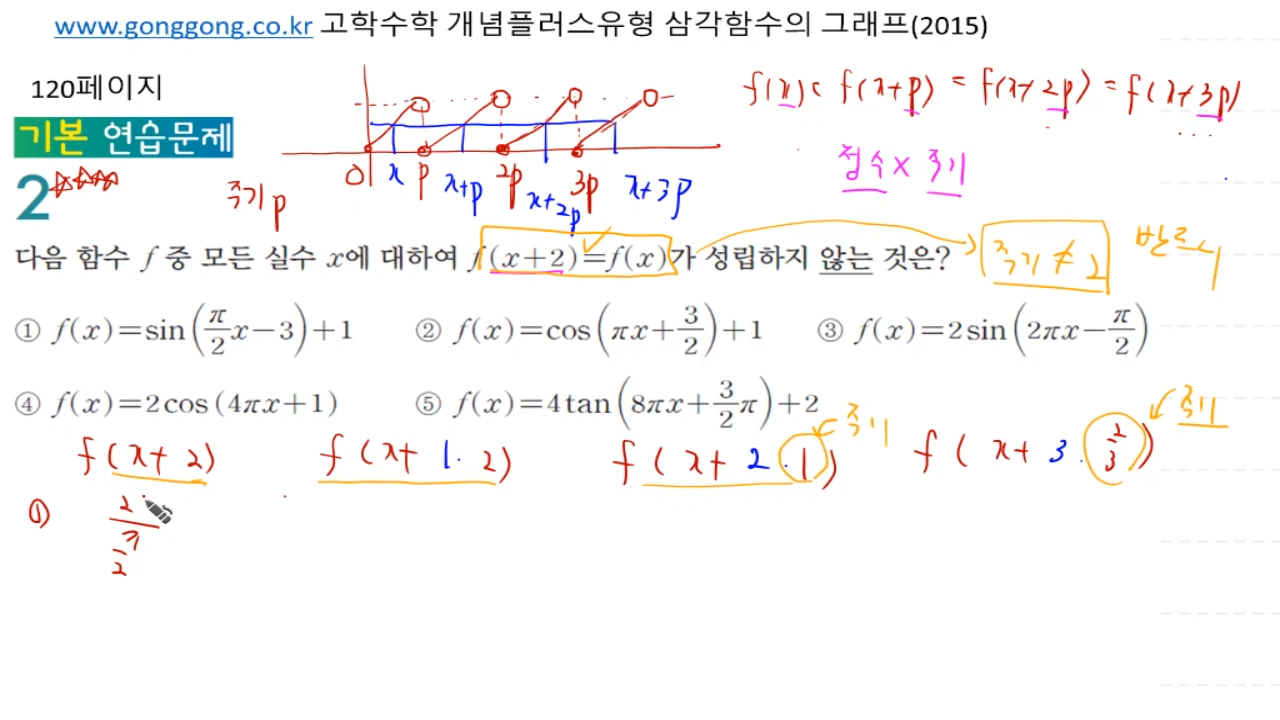 www.gonggong.co.kr 고학수학 개념플러스유형 삼각함수의 그래프(2015)
120페이지
기본 연습문제
2
주기 p
0 x p x+p 2p x+2p 3p x+3p
f(x) = f(x+p) = f(x+2p) = f(x+3p)
...
정수 × 주기
다음 함수 f 중 모든 실수 x에 대하여 f(x+2)=f(x)가 성립하지 않는 것은?
주기 ≠ 2
① f(x)=sin(π/2 x−3)+1 ② f(x)=cos(πx+3/2)+1 ③ f(x)=2sin(2πx−π/2)
④ f(x)=2cos(4πx+1) ⑤ f(x)=4tan(8πx+3/2 π)+2
주기 주기
f(x+2) f(x+1·2) f(x+2·1) f(x+3·2/3)
① 2π/(π/2)